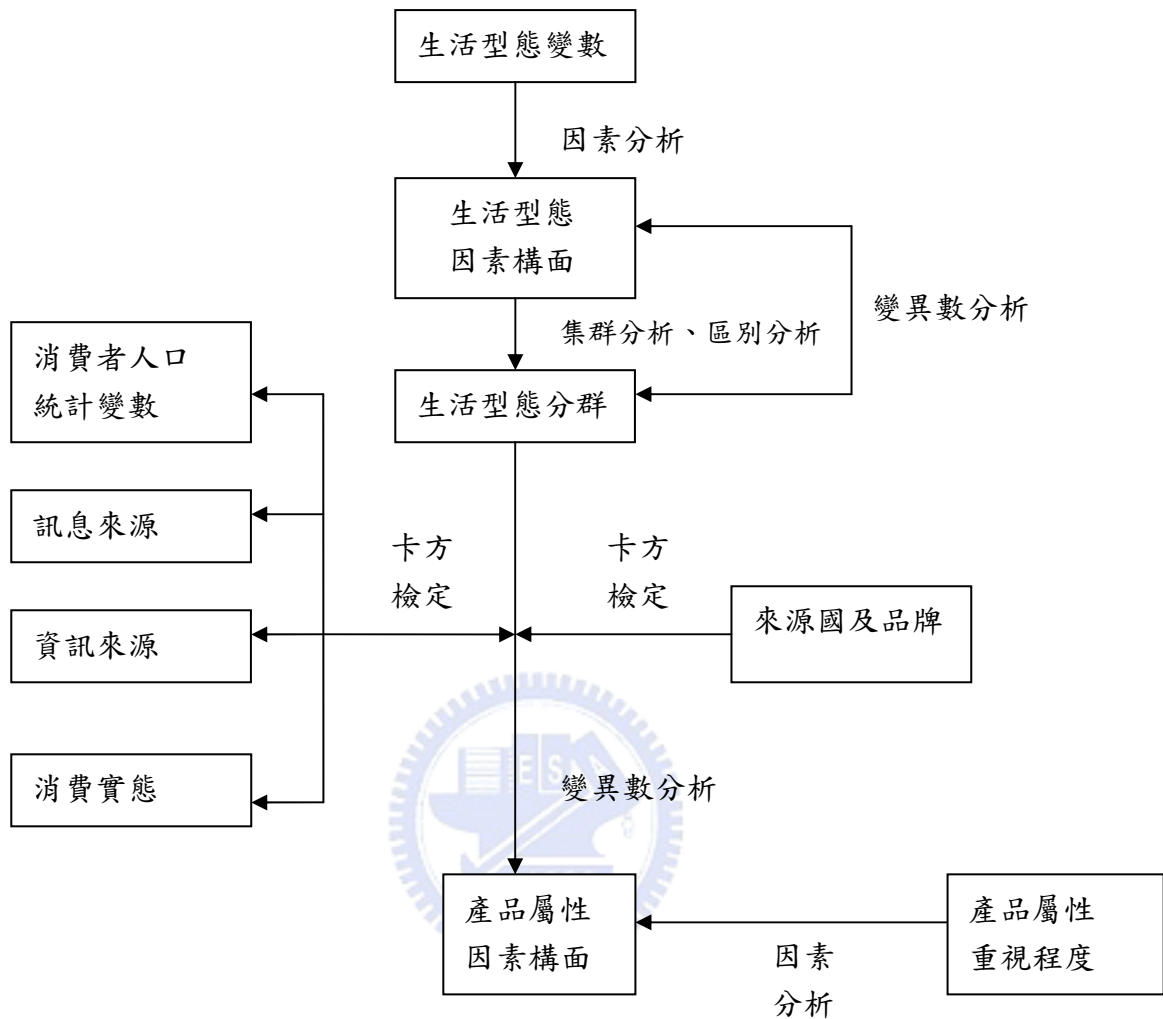 生活型態變數
因素分析
生活型態
因素構面
變異數分析
集群分析、區別分析
消費者人口
統計變數
生活型態分群
訊息來源
卡方
檢定
卡方
檢定
資訊來源
來源國及品牌
消費實態
變異數分析
產品屬性
因素構面
產品屬性
重視程度
因素
分析